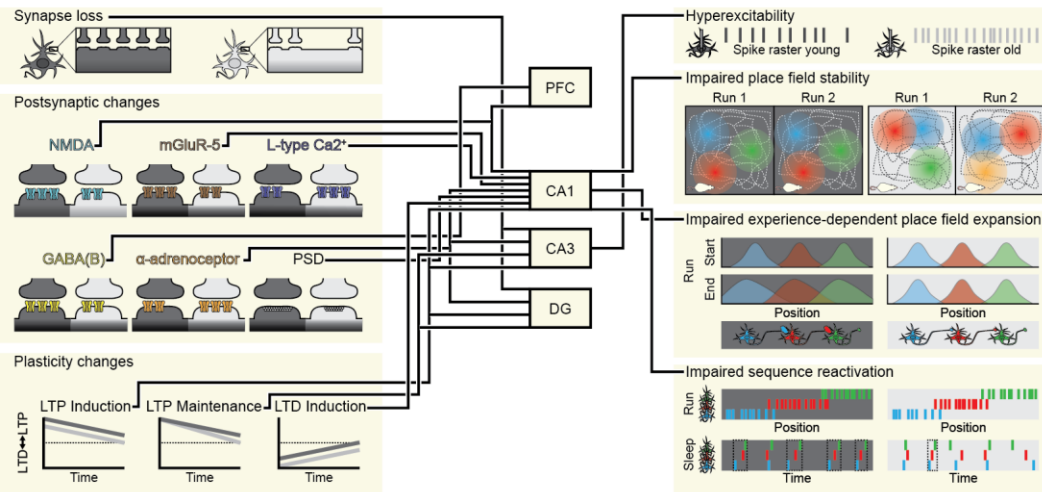 Synapse loss
Postsynaptic changes
NMDA mGluR-5 L-type Ca²⁺
GABA(B) α-adrenoceptor PSD
Plasticity changes
LTP Induction LTP Maintenance LTD Induction
LTD↔LTP
Time Time Time
PFC
CA1
CA3
DG
Hyperexcitability
Spike raster young Spike raster old
Impaired place field stability
Run 1 Run 2 Run 1 Run 2
Impaired experience-dependent place field expansion
Run
Start
End
Position Position
Impaired sequence reactivation
Run
Position Position
Sleep
Time Time